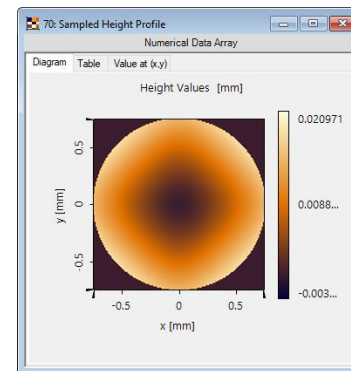 70: Sampled Height Profile
Numerical Data Array
Diagram Table Value at (x,y)
Height Values [mm]
0.020971
0.0088...
-0.003...
y [mm]
0.5
0
-0.5
-0.5 0 0.5
x [mm]